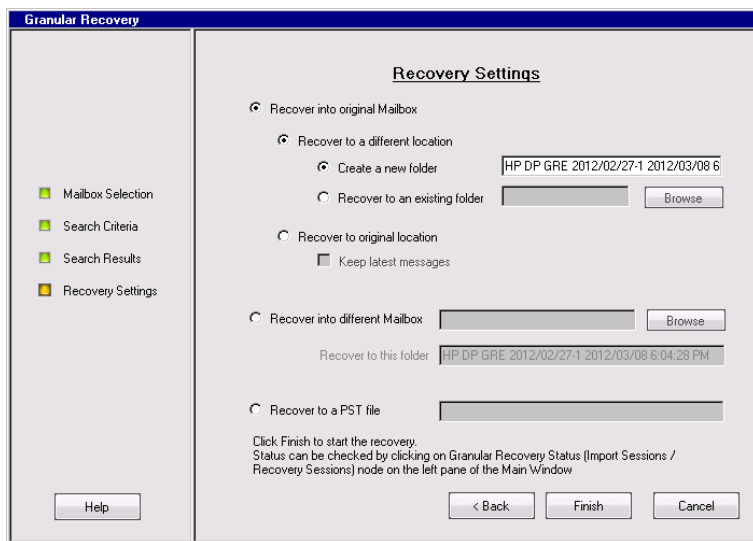 Granular Recovery
Mailbox Selection
Search Criteria
Search Results
Recovery Settings
Help
Recovery Settings
Recover into original Mailbox
Recover to a different location
Create a new folder HP DP GRE 2012/02/27-1 2012/03/08 6
Recover to an existing folder Browse
Recover to original location
Keep latest messages
Recover into different Mailbox Browse
Recover to this folder HP DP GRE 2012/02/27-1 2012/03/08 6:04:28 PM
Recover to a PST file
Click Finish to start the recovery.
Status can be checked by clicking on Granular Recovery Status (Import Sessions /
Recovery Sessions) node on the left pane of the Main Window
< Back Finish Cancel